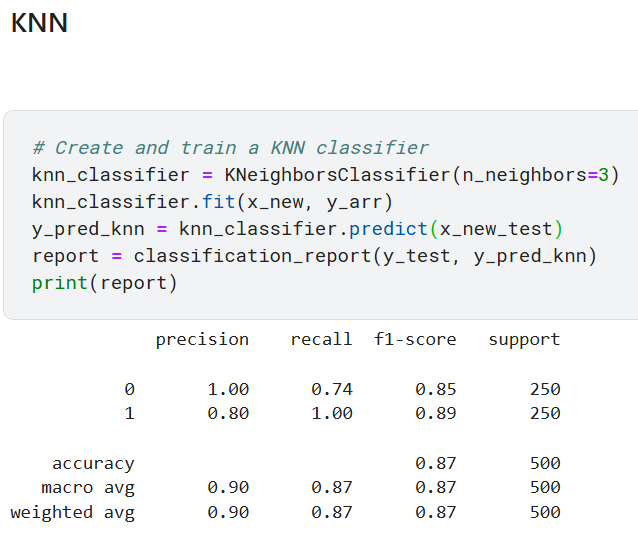 KNN
# Create and train a KNN classifier
knn_classifier = KNeighborsClassifier(n_neighbors=3)
knn_classifier.fit(x_new, y_arr)
y_pred_knn = knn_classifier.predict(x_new_test)
report = classification_report(y_test, y_pred_knn)
print(report)
precision recall f1-score support
0 1.00 0.74 0.85 250
1 0.80 1.00 0.89 250
accuracy 0.87 500
macro avg 0.90 0.87 0.87 500
weighted avg 0.90 0.87 0.87 500